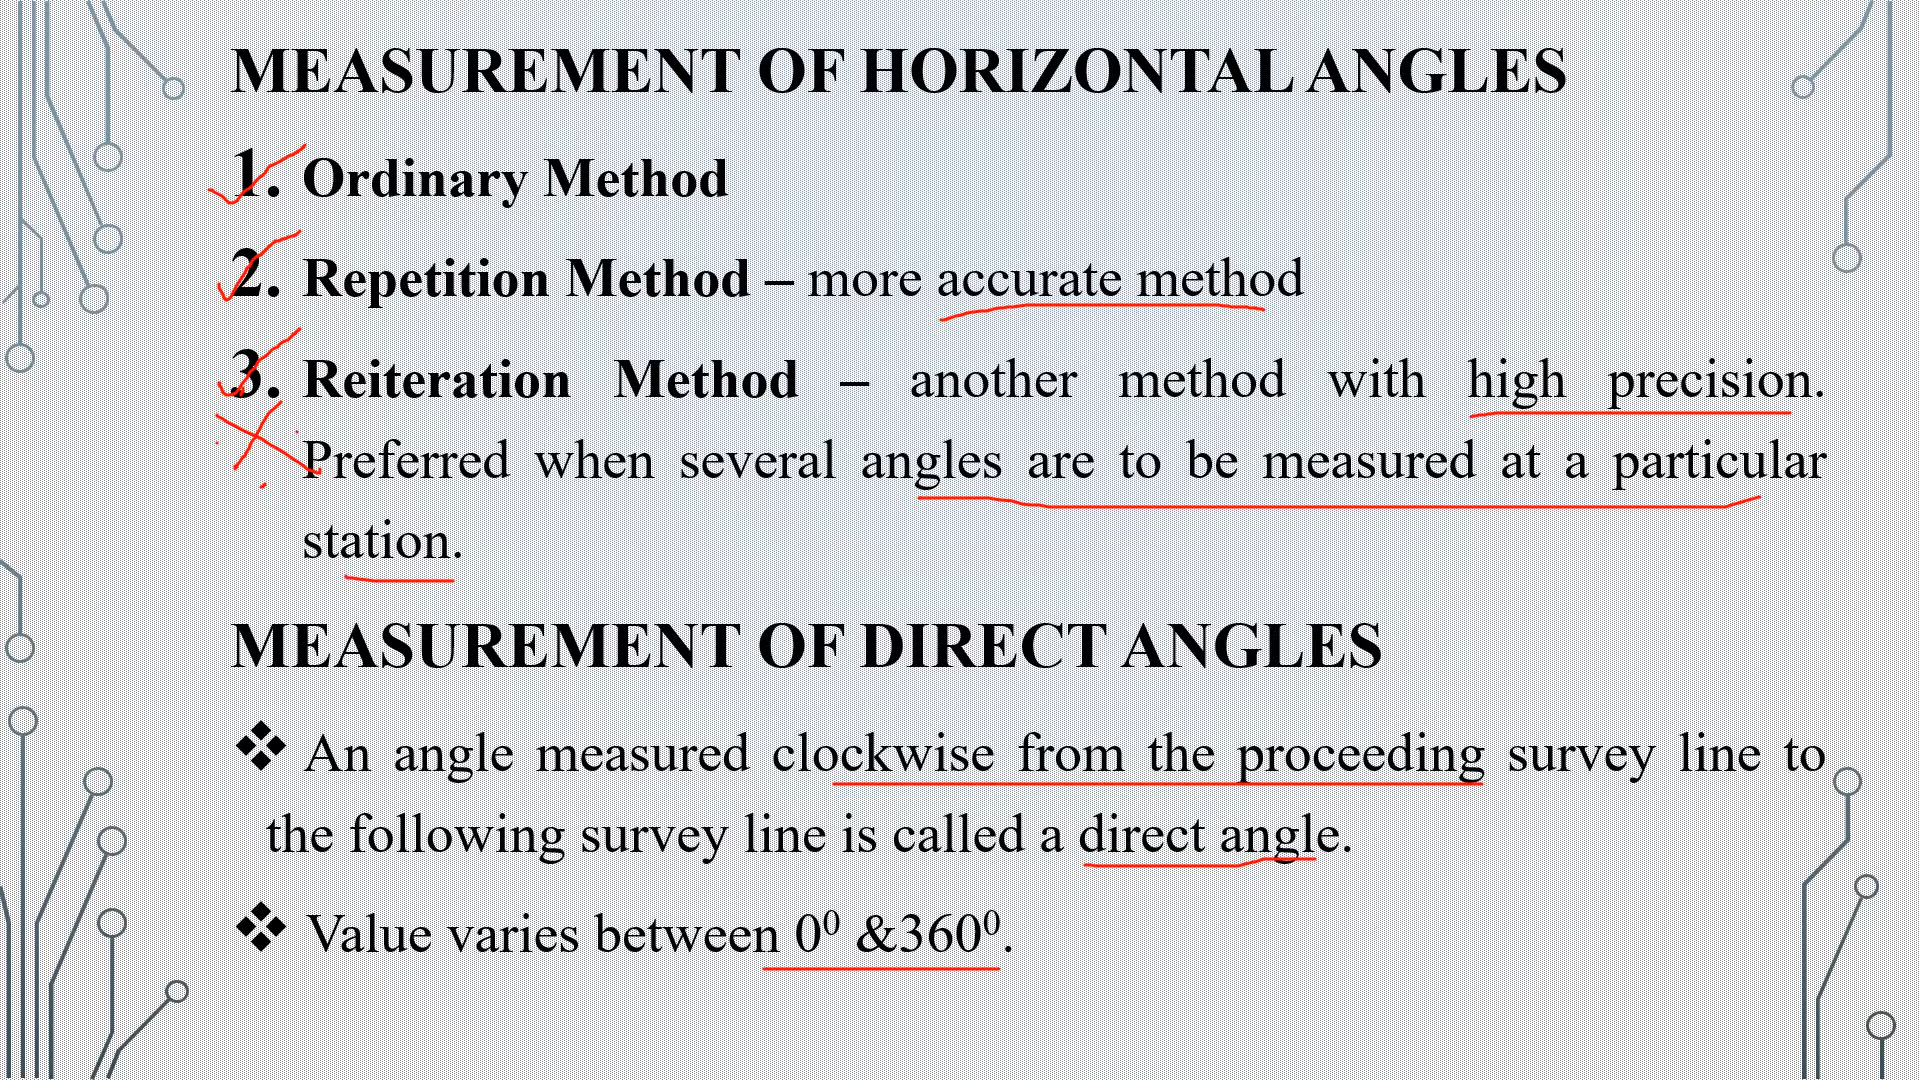 MEASUREMENT OF HORIZONTAL ANGLES
1. Ordinary Method
2. Repetition Method – more accurate method
3. Reiteration Method – another method with high precision.
Preferred when several angles are to be measured at a particular
station.
MEASUREMENT OF DIRECT ANGLES
❖ An angle measured clockwise from the proceeding survey line to
the following survey line is called a direct angle.
❖ Value varies between 0⁰ &360⁰.